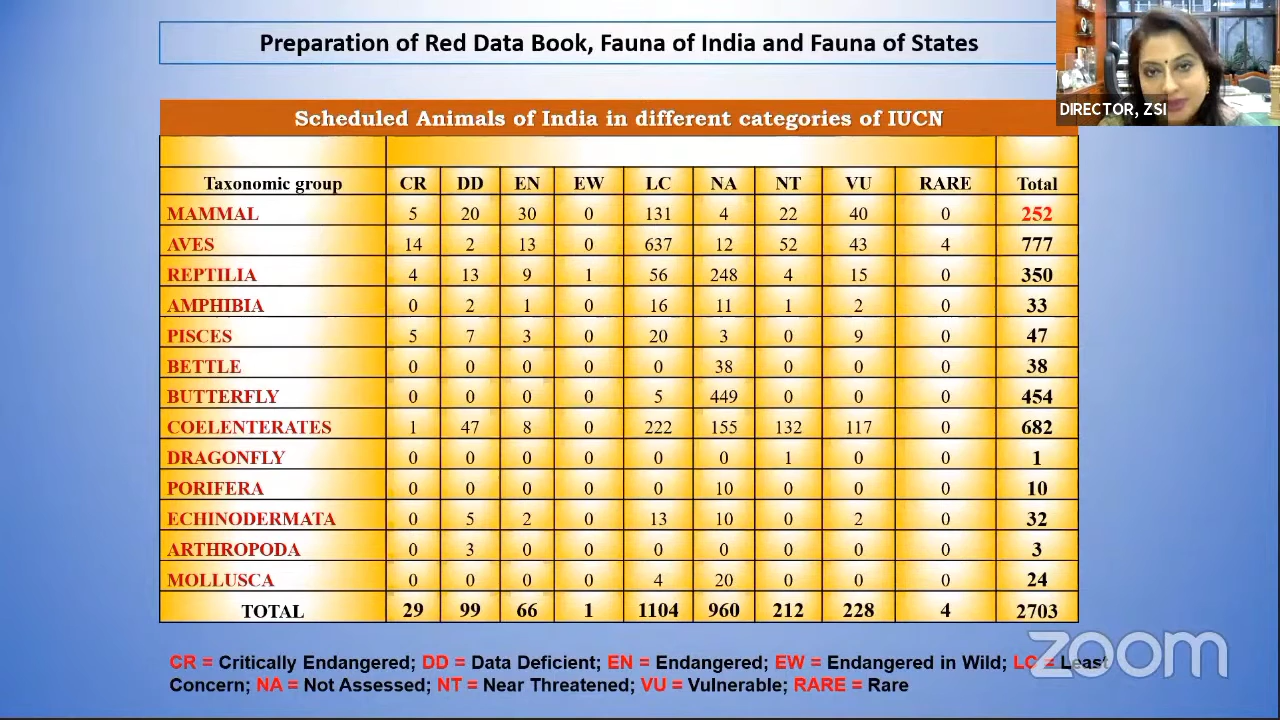 Preparation of Red Data Book, Fauna of India and Fauna of States
DIRECTOR, ZSI
Scheduled Animals of India in different categories of IUCN
Taxonomic group CR DD EN EW LC NA NT VU RARE Total
MAMMAL 5 20 30 0 131 4 22 40 0 252
AVES 14 2 13 0 637 12 52 43 4 777
REPTILIA 4 13 9 1 56 248 4 15 0 350
AMPHIBIA 0 2 1 0 16 11 1 2 0 33
PISCES 5 7 3 0 20 3 0 9 0 47
BETTLE 0 0 0 0 0 38 0 0 0 38
BUTTERFLY 0 0 0 0 5 449 0 0 0 454
COELENTERATES 1 47 8 0 222 155 132 117 0 682
DRAGONFLY 0 0 0 0 0 0 1 0 0 1
PORIFERA 0 0 0 0 0 10 0 0 0 10
ECHINODERMATA 0 5 2 0 13 10 0 2 0 32
ARTHROPODA 0 3 0 0 0 0 0 0 0 3
MOLLUSCA 0 0 0 0 4 20 0 0 0 24
TOTAL 29 99 66 1 1104 960 212 228 4 2703
CR = Critically Endangered; DD = Data Deficient; EN = Endangered; EW = Endangered in Wild; LC = Least
Concern; NA = Not Assessed; NT = Near Threatened; VU = Vulnerable; RARE = Rare
zoom